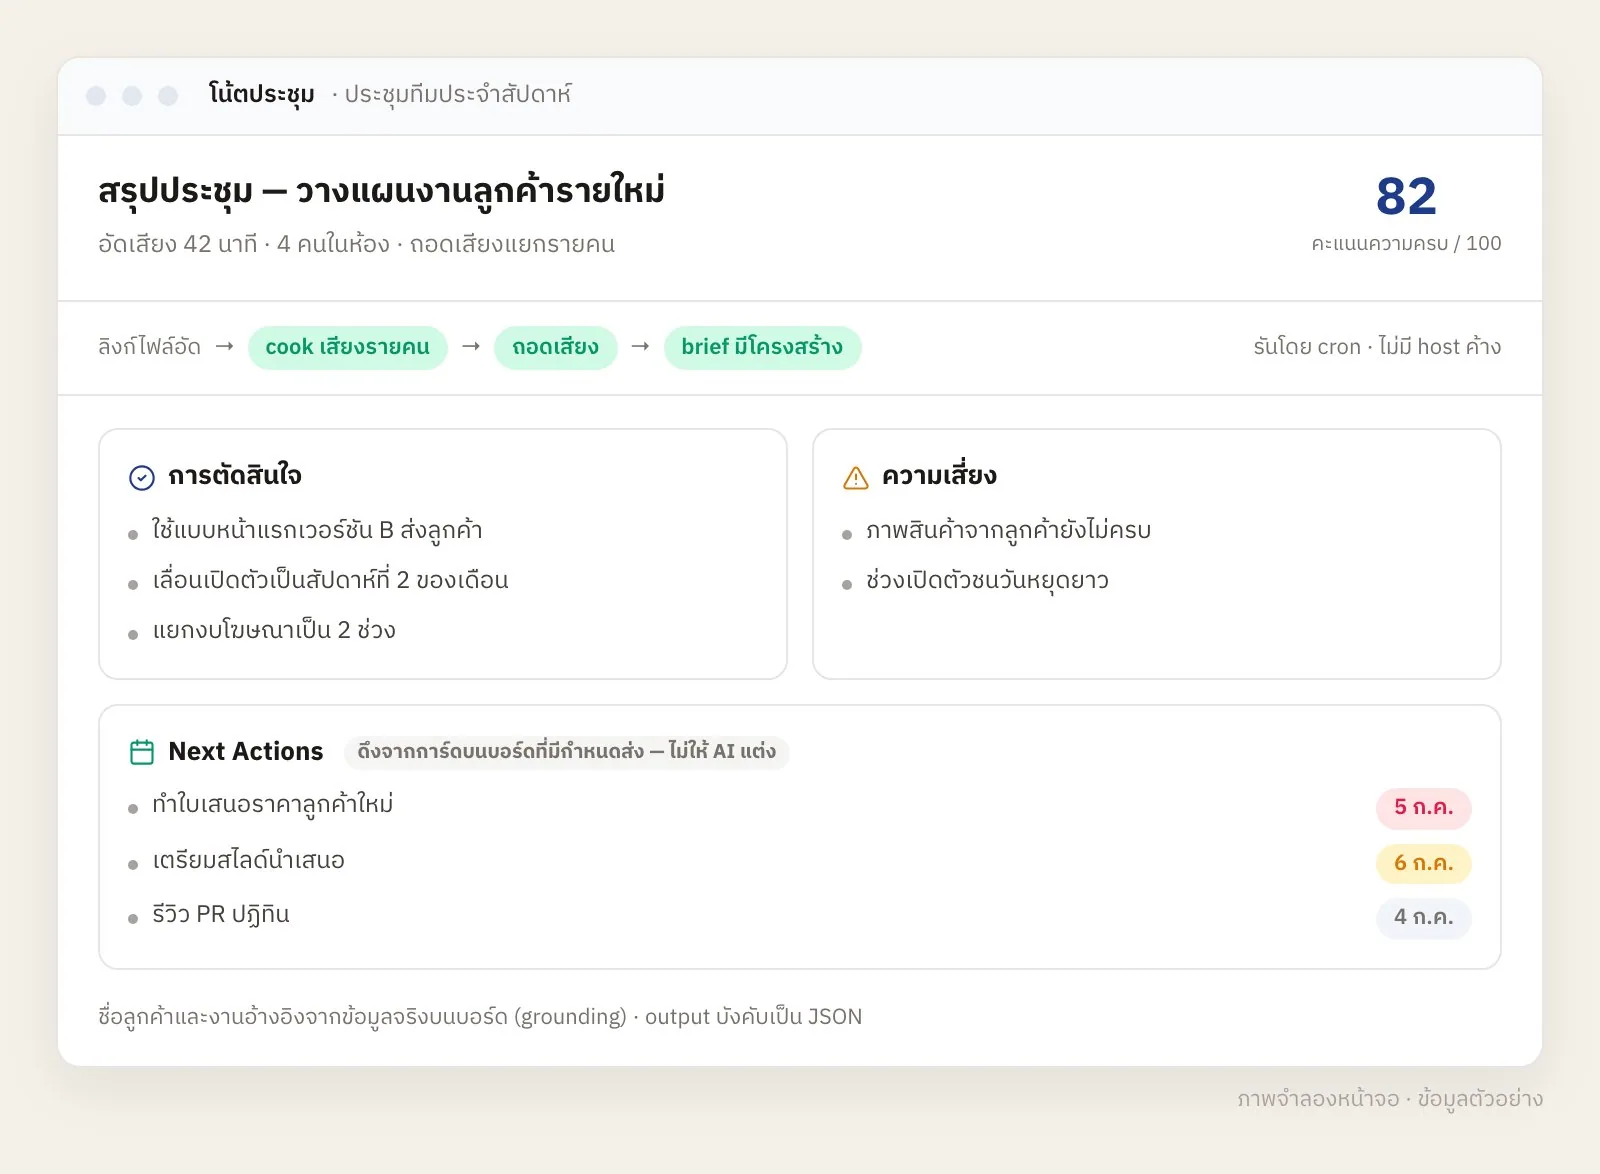 โน้ตประชุม · ประชุมทีมประจำสัปดาห์
สรุปประชุม — วางแผนงานลูกค้ารายใหม่
อัดเสียง 42 นาที · 4 คนในห้อง · ถอดเสียงแยกรายคน
82
คะแนนความครบ / 100
ลิงก์ไฟล์อัด → cook เสียงรายคน → ถอดเสียง → brief มีโครงสร้าง
รันโดย cron · ไม่มี host ค้าง
การตัดสินใจ
ใช้แบบหน้าแรกเวอร์ชัน B ส่งลูกค้า
เลื่อนเปิดตัวเป็นสัปดาห์ที่ 2 ของเดือน
แยกงบโฆษณาเป็น 2 ช่วง
ความเสี่ยง
ภาพสินค้าจากลูกค้ายังไม่ครบ
ช่วงเปิดตัวชนวันหยุดยาว
Next Actions ดึงจากการ์ดบนบอร์ดที่มีกำหนดส่ง — ไม่ให้ AI แต่ง
ทำใบเสนอราคาลูกค้าใหม่ 5 ก.ค.
เตรียมสไลด์นำเสนอ 6 ก.ค.
รีวิว PR ปฏิทิน 4 ก.ค.
ชื่อลูกค้าและงานอ้างอิงจากข้อมูลจริงบนบอร์ด (grounding) · output บังคับเป็น JSON
ภาพจำลองหน้าจอ · ข้อมูลตัวอย่าง